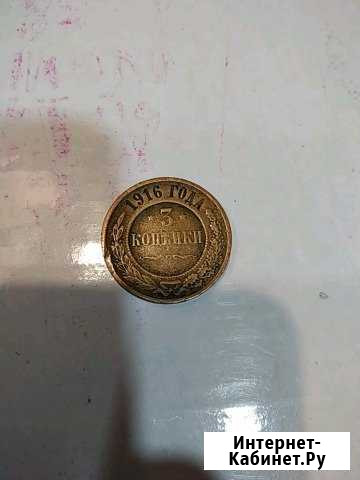 1916 ГОДА
3
КОПѢЙКИ
Интернет-
Кабинет.Ру